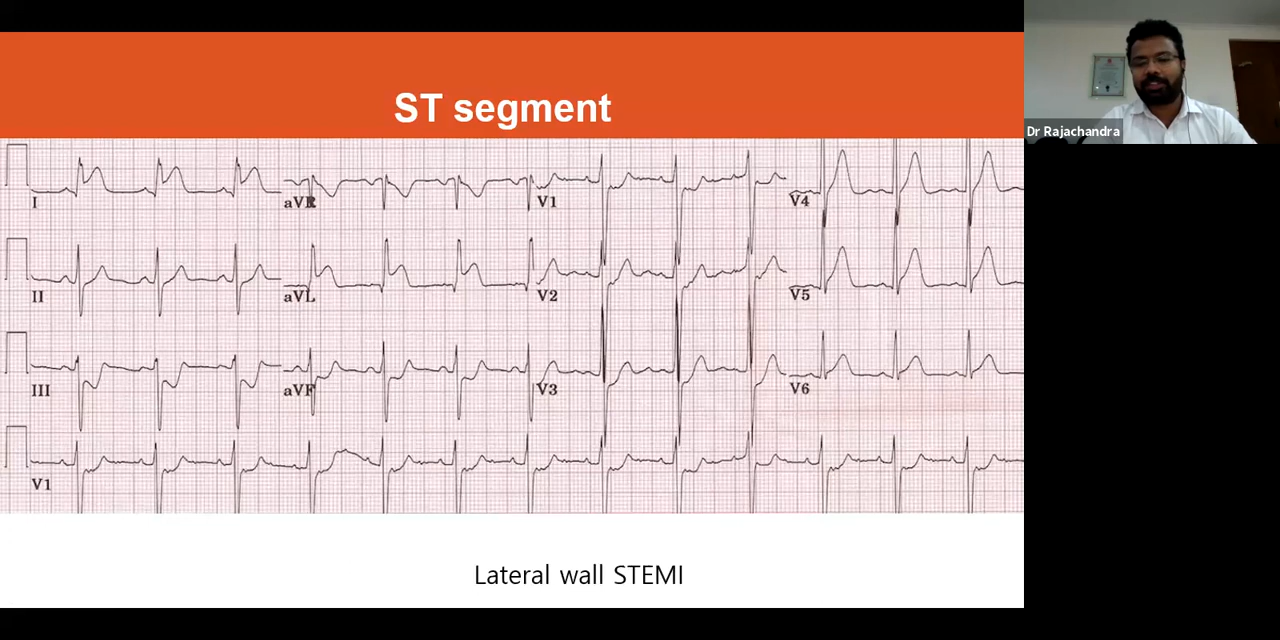 ST segment
Dr Rajachandra
I
aVR
V1
V4
II
aVL
V2
V5
III
aVF
V3
V6
V1
Lateral wall STEMI